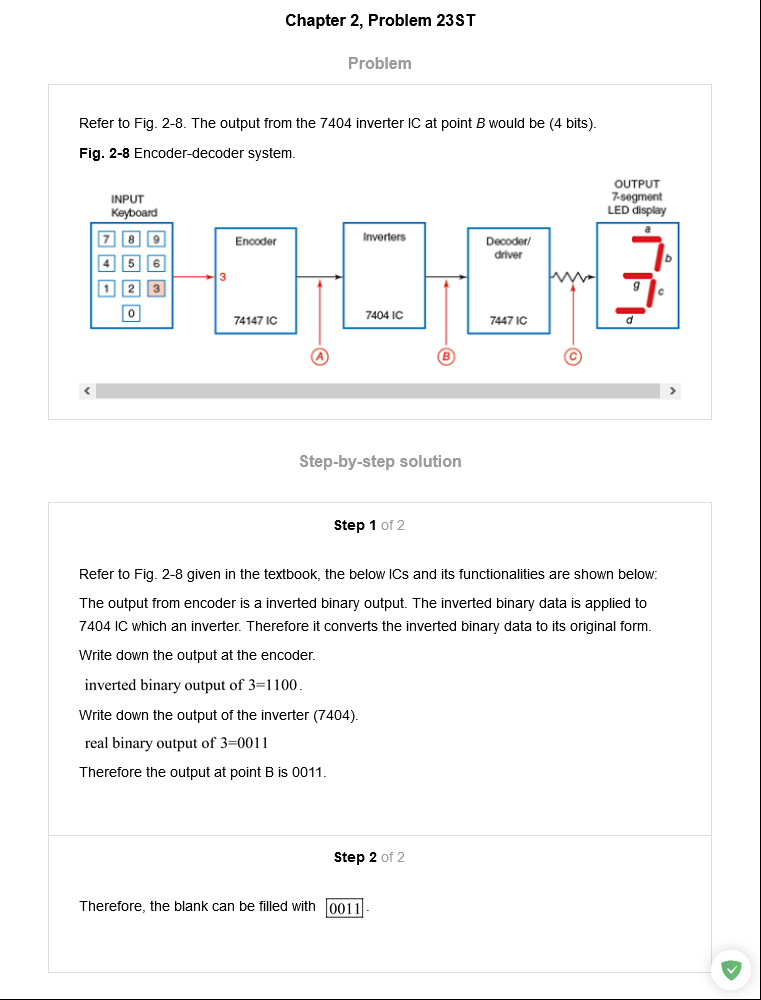 Chapter 2, Problem 23ST
Problem
Refer to Fig. 2-8. The output from the 7404 inverter IC at point B would be (4 bits).
Fig. 2-8 Encoder-decoder system.
INPUT
Keyboard
OUTPUT
7-segment
LED display
7 8 9
4 5 6
1 2 3
0
3
Encoder
74147 IC
Inverters
7404 IC
Decoder/
driver
7447 IC
a
b
g
c
d
A
B
C
Step-by-step solution
Step 1 of 2
Refer to Fig. 2-8 given in the textbook, the below ICs and its functionalities are shown below:
The output from encoder is a inverted binary output. The inverted binary data is applied to
7404 IC which an inverter. Therefore it converts the inverted binary data to its original form.
Write down the output at the encoder.
inverted binary output of 3=1100.
Write down the output of the inverter (7404).
real binary output of 3=0011
Therefore the output at point B is 0011.
Step 2 of 2
Therefore, the blank can be filled with 0011.